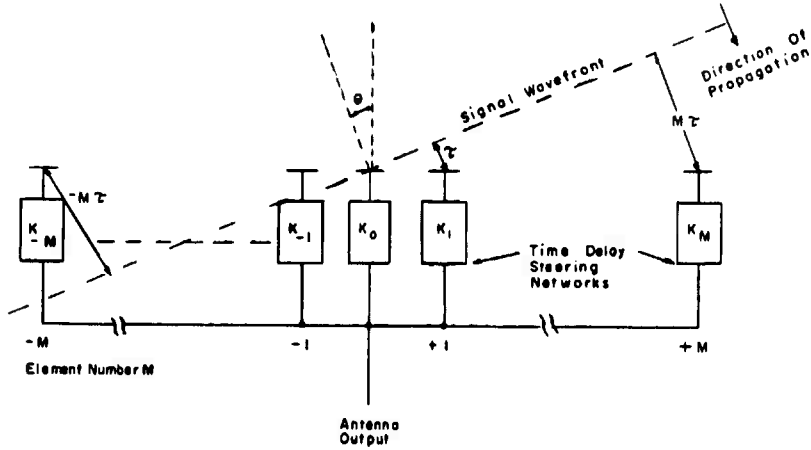 Direction Of
Propagation
Signal Wavefront
θ
τ
Mτ
-Mτ
K-M
K-1
K0
K1
KM
Time Delay
Steering
Networks
-M
-1
+1
+M
Element Number M
Antenna
Output